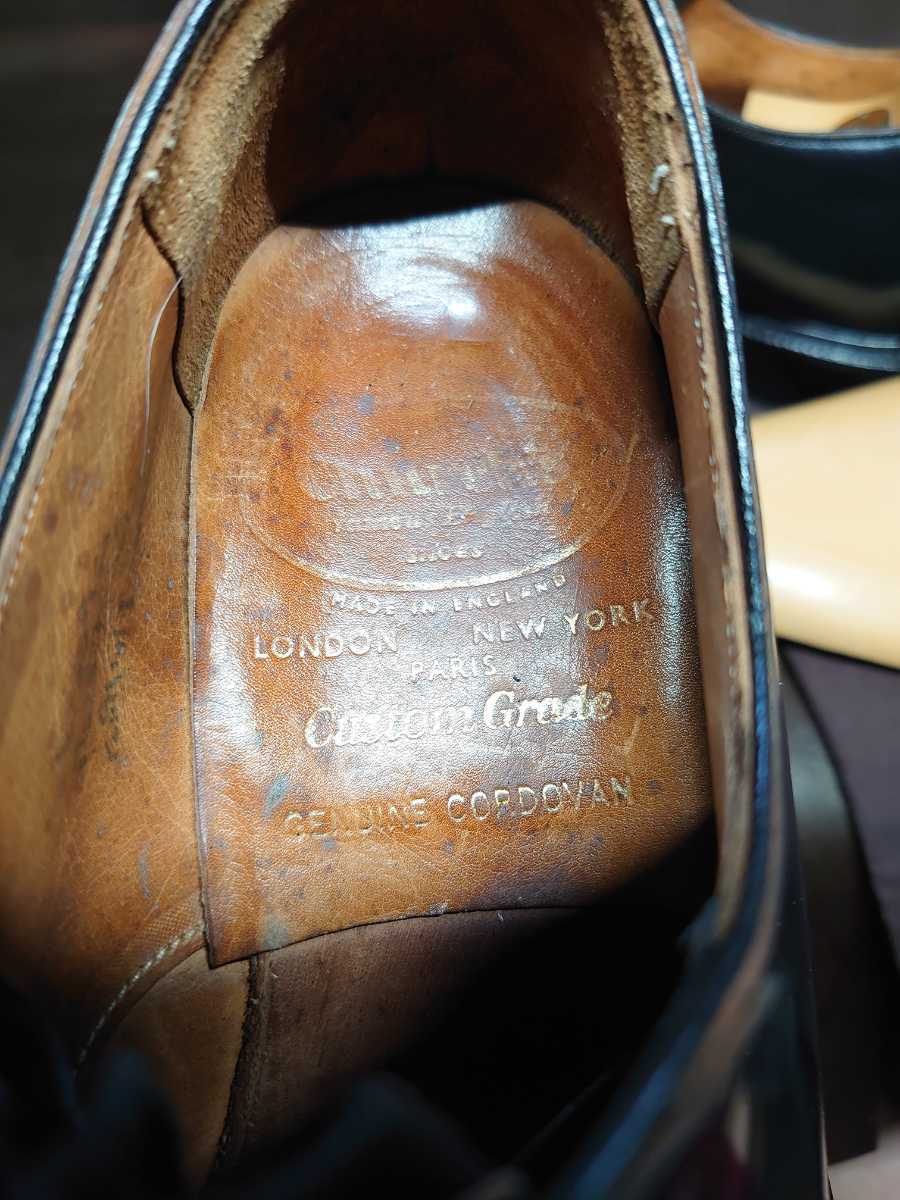 SHOES
MADE IN ENGLAND
LONDON NEW YORK
PARIS
Custom Grade
GENUINE CORDOVAN